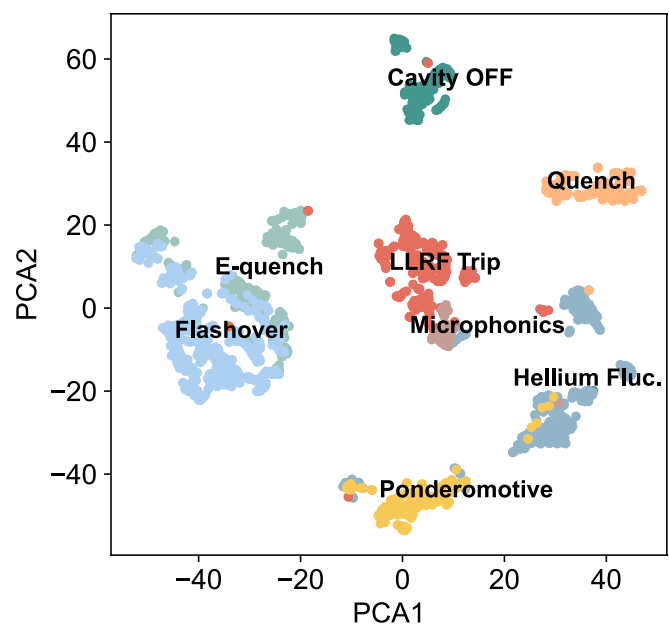 60
Cavity OFF
40
Quench
20
E-quench
LLRF Trip
PCA2
0
Flashover
Microphonics
Hellium Fluc.
−20
−40
Ponderomotive
−40
−20
0
20
40
PCA1